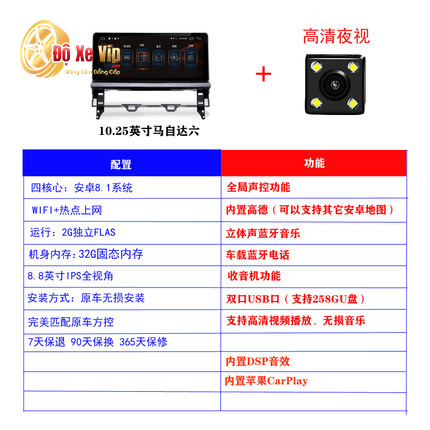 Độ Xe Vip
Nâng Tầm Đẳng Cấp
高清夜视
+
10.25英寸马自达六
配置
功能
四核心：安卓8.1系统
全局声控功能
WIFI+热点上网
内置高德（可以支持其它安卓地图）
运行：2G独立FLAS
立体声蓝牙音乐
机身内存：32G固态内存
车载蓝牙电话
8.8英寸IPS全视角
收音机功能
安装方式：原车无损安装
双口USB口（支持258GU盘）
完美匹配原车方控
支持高清视频播放、无损音乐
7天保退 90天保换 365天保修
内置DSP音效
内置苹果CarPlay